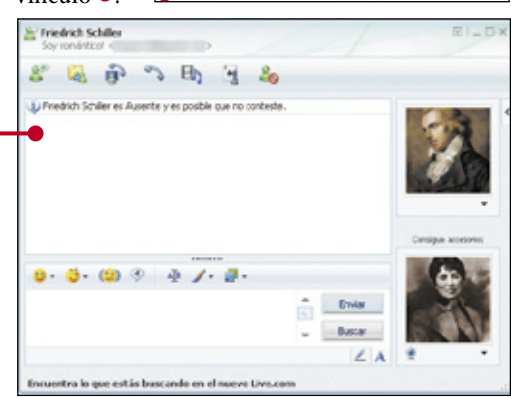 vínculo
Friedrich Schiller
Soy romántico! <
Friedrich Schiller es Ausente y es posible que no conteste.
Consigue accesorios
Enviar
Buscar
A
Encuentra lo que estás buscando en el nuevo Live.com